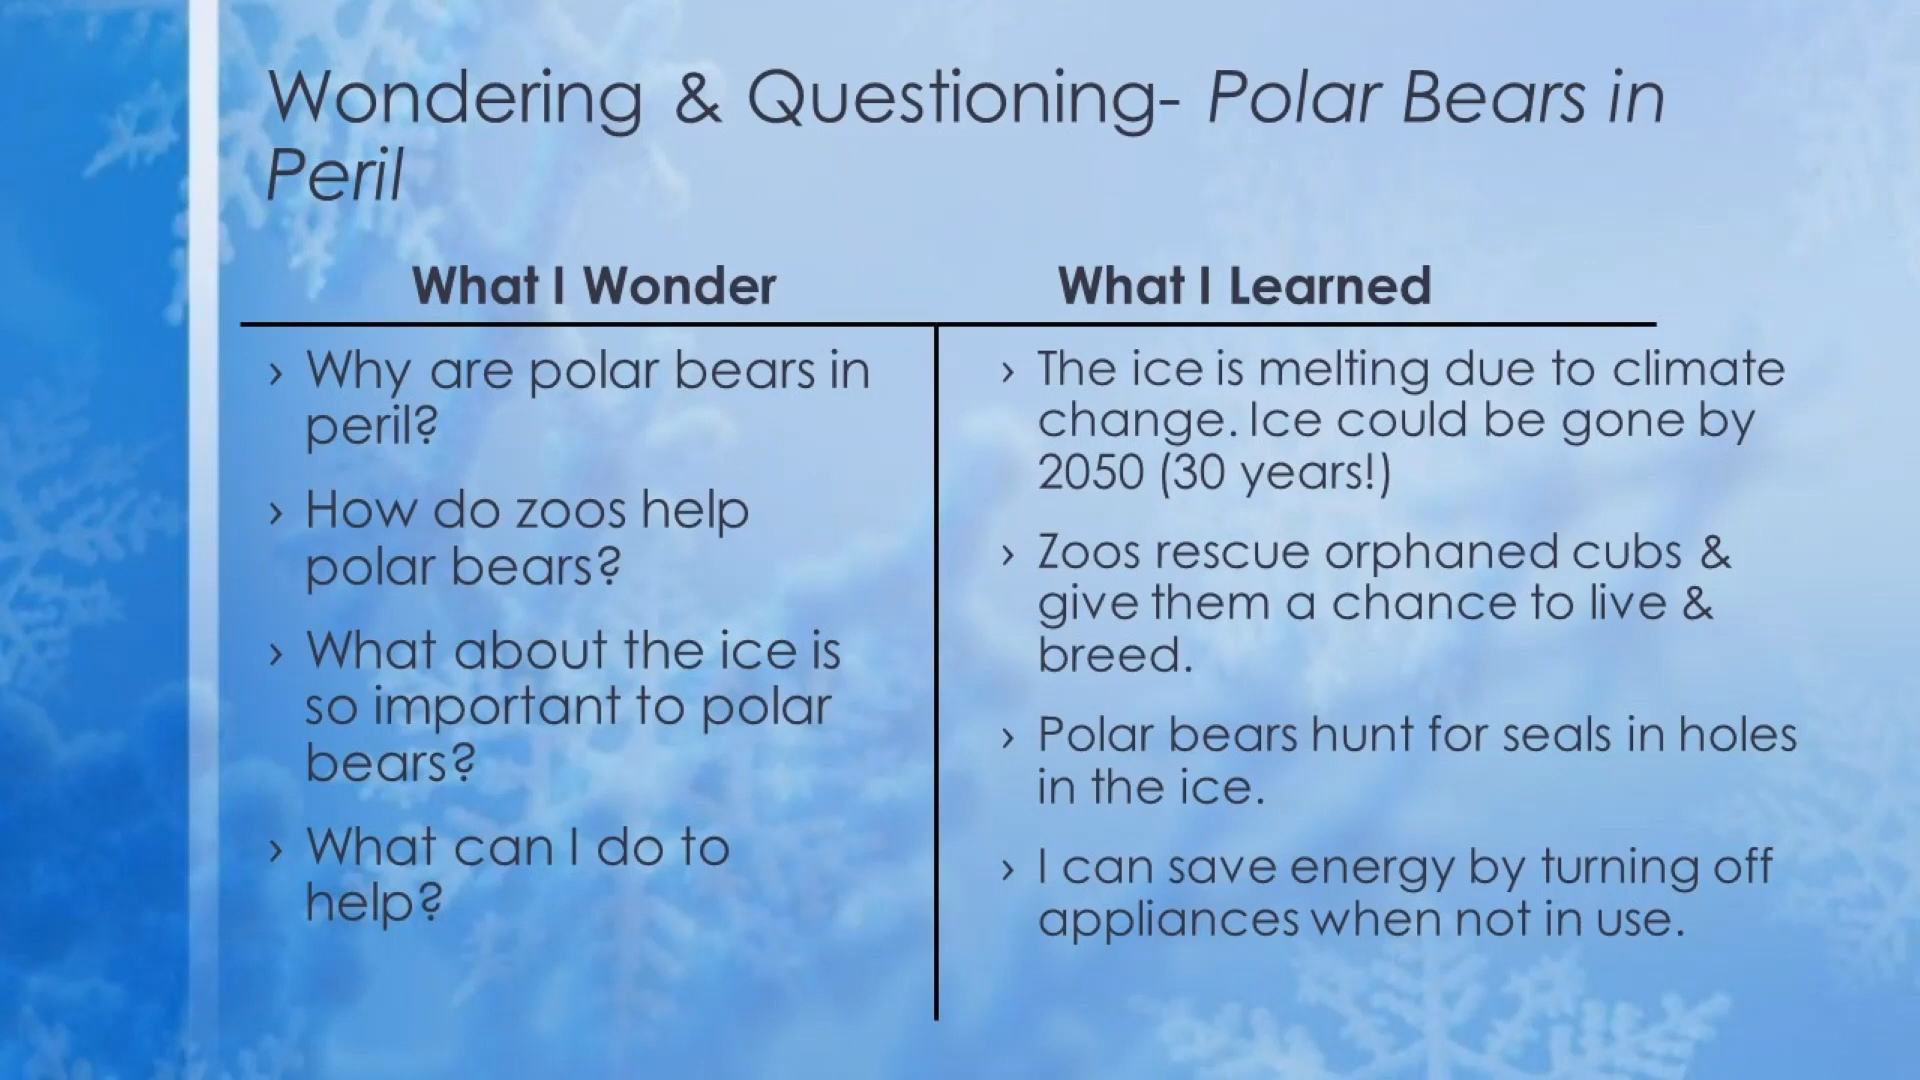 Wondering & Questioning- Polar Bears in
Peril
What I Wonder
› Why are polar bears in
peril?
› How do zoos help
polar bears?
› What about the ice is
so important to polar
bears?
› What can I do to
help?
What I Learned
› The ice is melting due to climate
change. Ice could be gone by
2050 (30 years!)
› Zoos rescue orphaned cubs &
give them a chance to live &
breed.
› Polar bears hunt for seals in holes
in the ice.
› I can save energy by turning off
appliances when not in use.